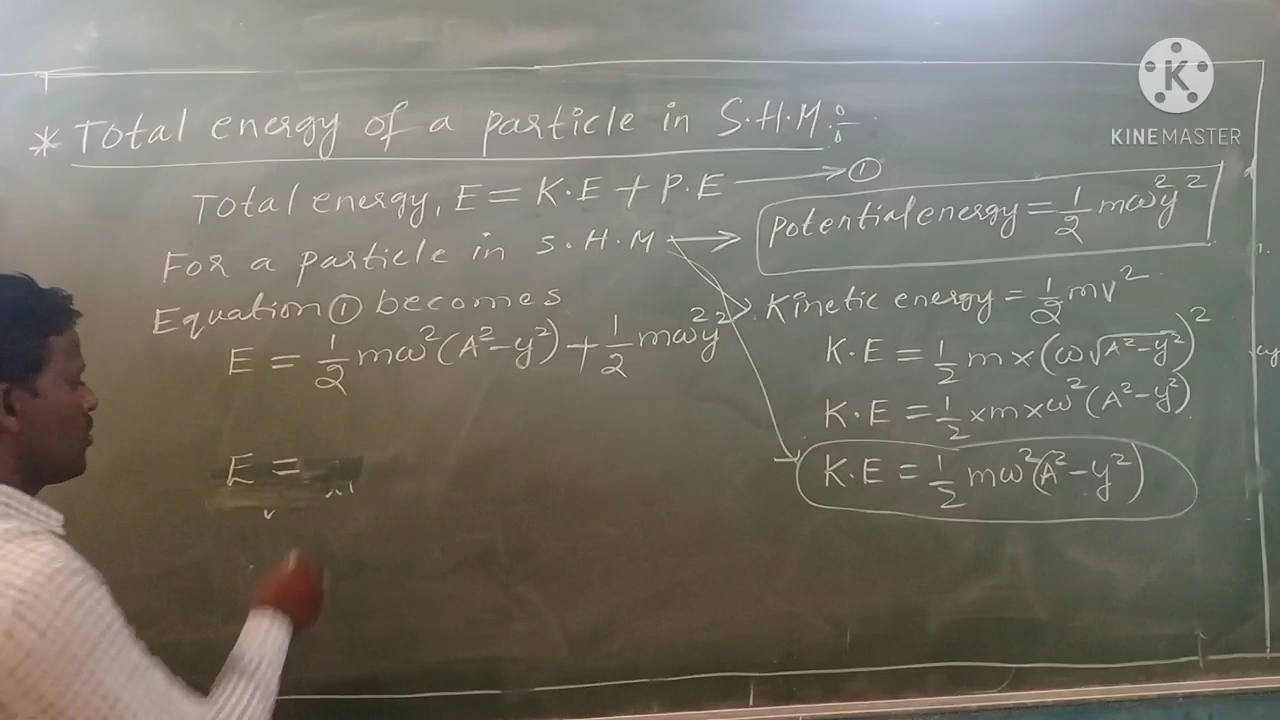 * Total energy of a particle in S.H.M:-
Total energy, E = K.E + P.E → ①
For a particle in S.H.M →
Equation ① becomes
E = 1/2 mω²(A²-y²) + 1/2 mω²y²
E =
Potential energy = 1/2 mω²y²
Kinetic energy = 1/2 mv²
K.E = 1/2 m × (ω√A²-y²)²
K.E = 1/2 × m × ω²(A²-y²)
K.E = 1/2 mω²(A²-y²)
K
KINEMASTER